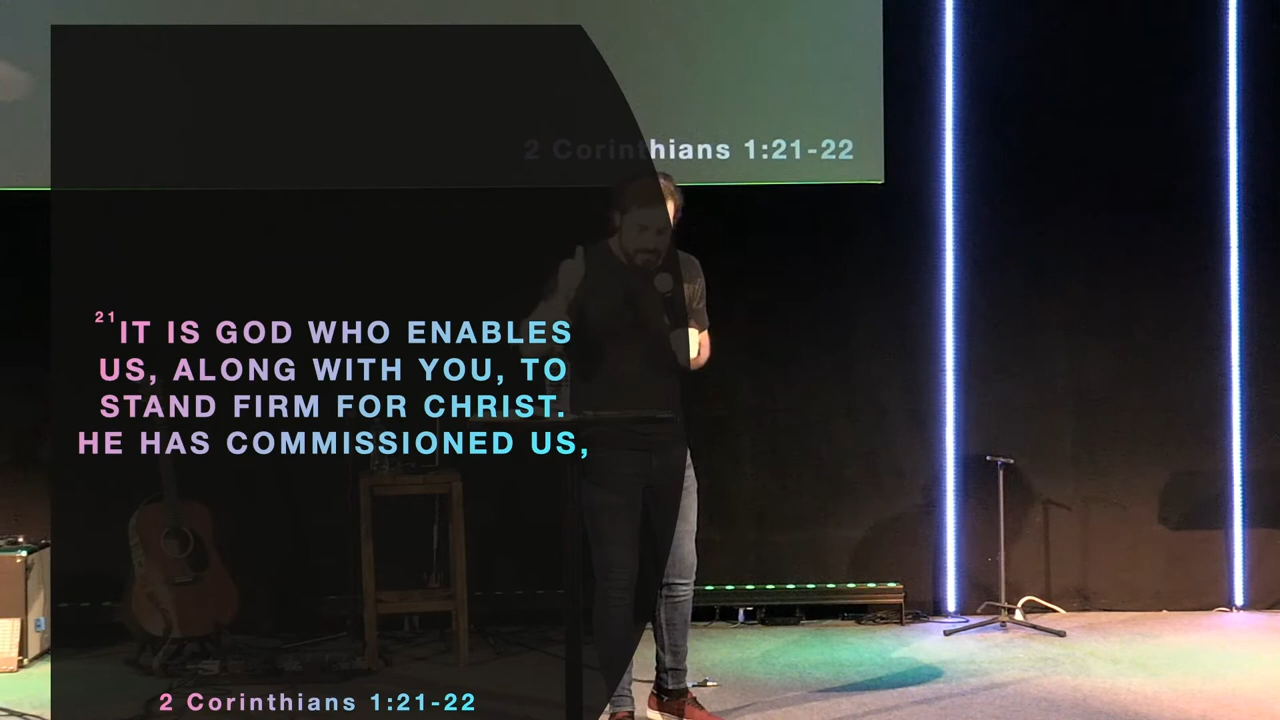 2 Corinthians 1:21-22
21IT IS GOD WHO ENABLES
US, ALONG WITH YOU, TO
STAND FIRM FOR CHRIST.
HE HAS COMMISSIONED US,
2 Corinthians 1:21-22